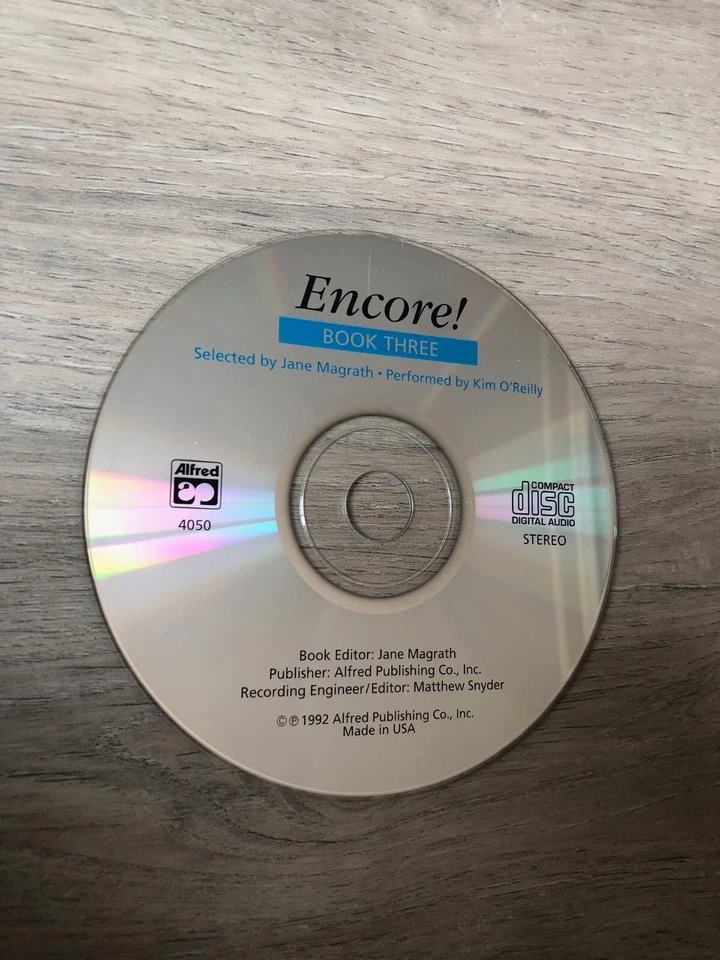 Encore!
BOOK THREE
Selected by Jane Magrath • Performed by Kim O'Reilly
Alfred
4050
COMPACT
disc
DIGITAL AUDIO
STEREO
Book Editor: Jane Magrath
Publisher: Alfred Publishing Co., Inc.
Recording Engineer/Editor: Matthew Snyder
©℗1992 Alfred Publishing Co., Inc.
Made in USA